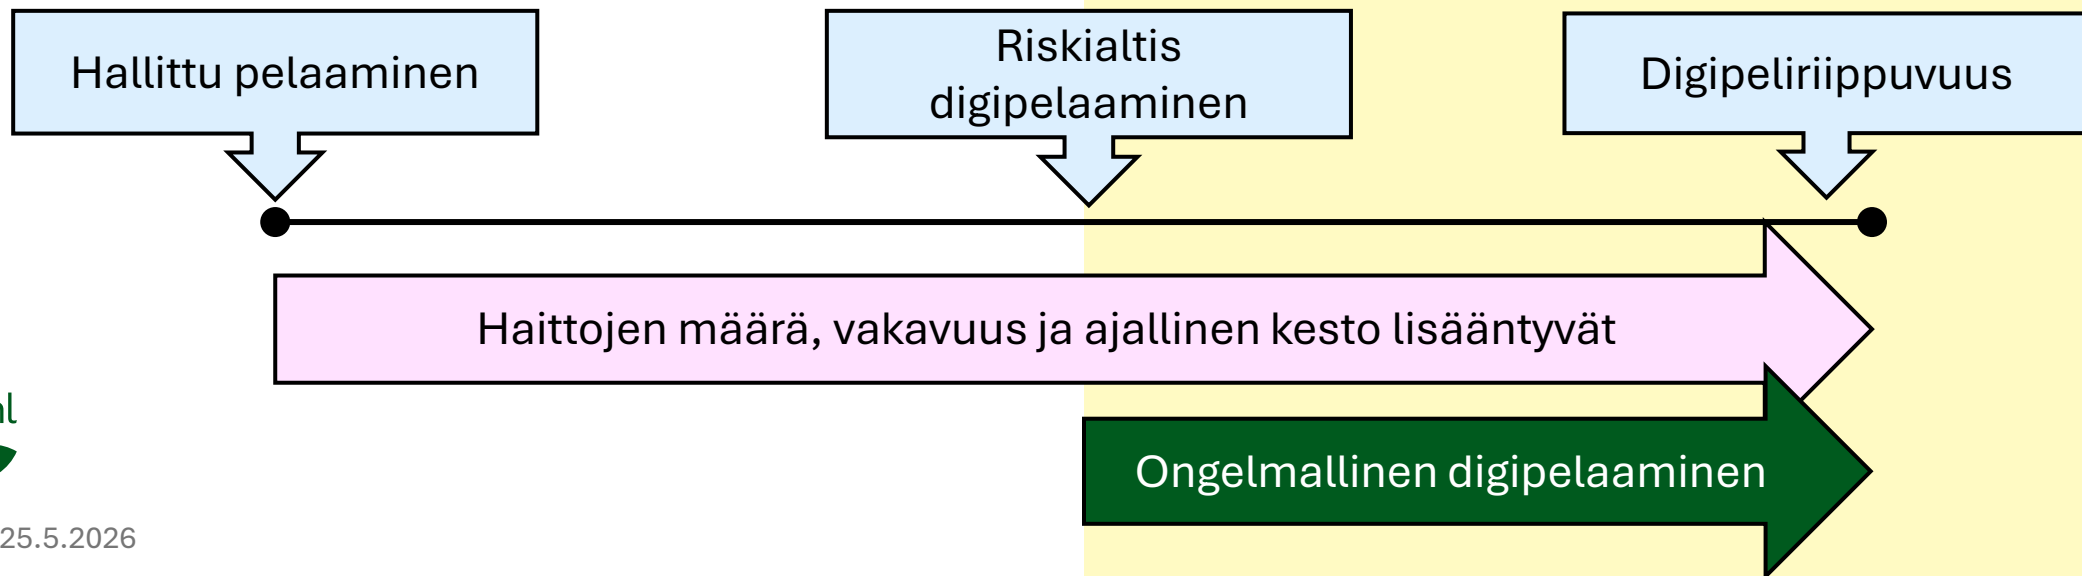 Hallittu pelaaminen
Riskialtis
digipelaaminen
Digipeliriippuvuus
Haittojen määrä, vakavuus ja ajallinen kesto lisääntyvät
Ongelmallinen digipelaaminen
25.5.2026